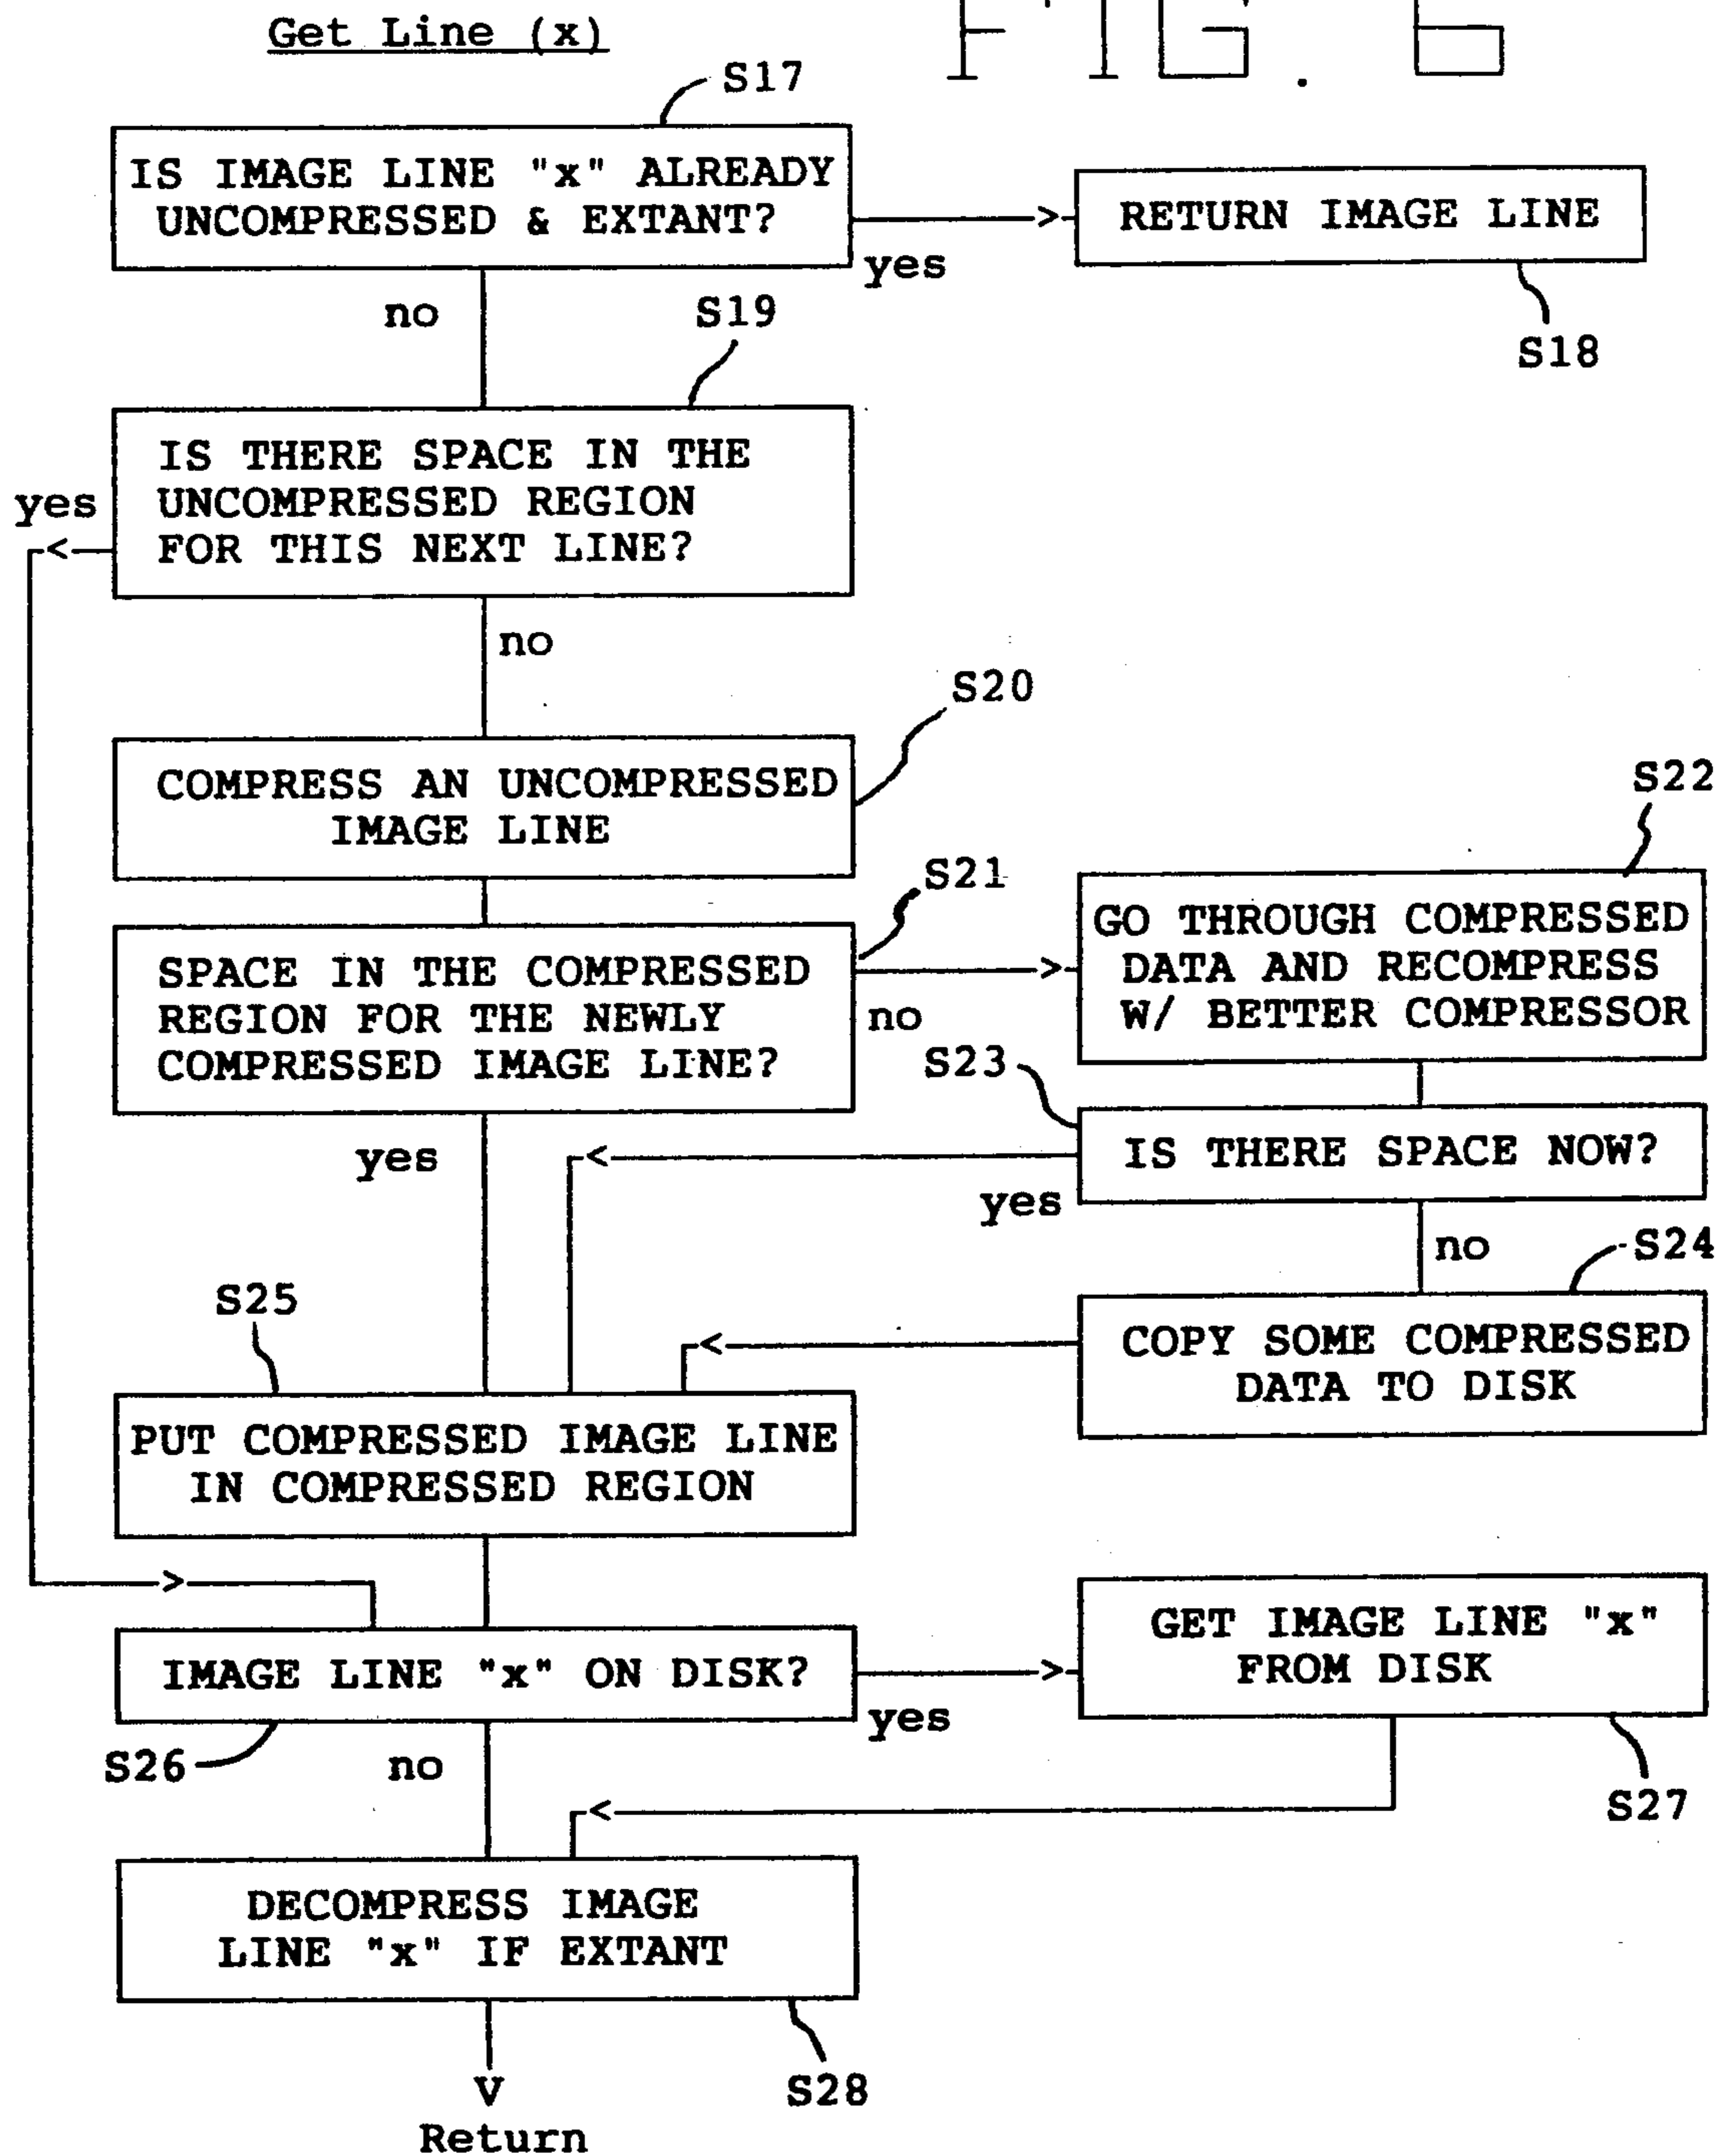 Get Line (x)
FIG. 6
S17
IS IMAGE LINE "x" ALREADY
UNCOMPRESSED & EXTANT?
yes
RETURN IMAGE LINE
S18
no
S19
IS THERE SPACE IN THE
UNCOMPRESSED REGION
FOR THIS NEXT LINE?
yes
no
S20
COMPRESS AN UNCOMPRESSED
IMAGE LINE
S21
SPACE IN THE COMPRESSED
REGION FOR THE NEWLY
COMPRESSED IMAGE LINE?
no
S22
GO THROUGH COMPRESSED
DATA AND RECOMPRESS
W/ BETTER COMPRESSOR
S23
IS THERE SPACE NOW?
yes
yes
no
S24
COPY SOME COMPRESSED
DATA TO DISK
S25
PUT COMPRESSED IMAGE LINE
IN COMPRESSED REGION
IMAGE LINE "x" ON DISK?
yes
GET IMAGE LINE "x"
FROM DISK
S26
no
S27
DECOMPRESS IMAGE
LINE "x" IF EXTANT
S28
Return